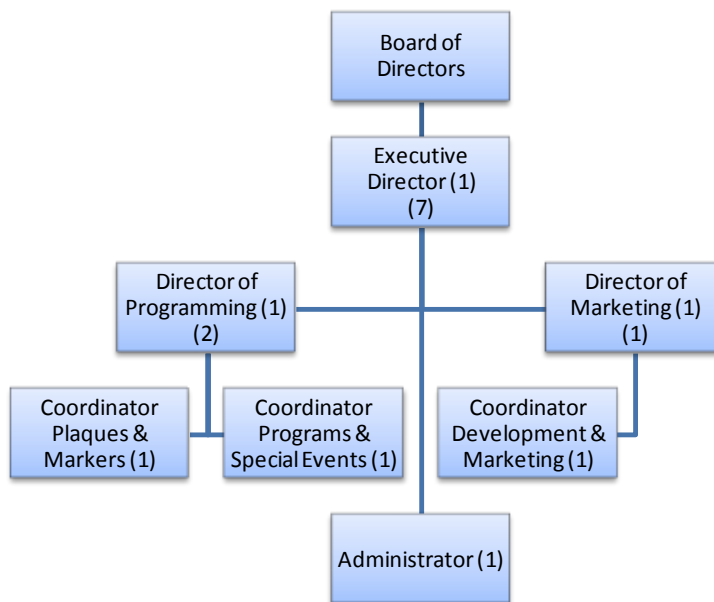 Board of
Directors
Executive
Director (1)
(7)
Director of
Programming (1)
(2)
Director of
Marketing (1)
(1)
Coordinator
Plaques &
Markers (1)
Coordinator
Programs &
Special Events (1)
Coordinator
Development &
Marketing (1)
Administrator (1)